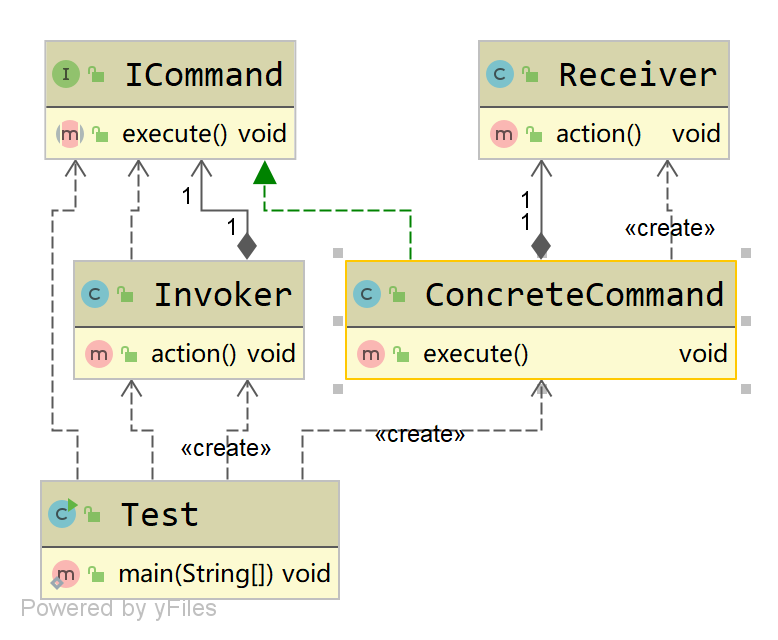 I ICommand
m execute() void
C Receiver
m action() void
1
1
1
1
«create»
C Invoker
m action() void
C ConcreteCommand
m execute() void
«create»
«create»
C Test
m main(String[]) void
Powered by yFiles